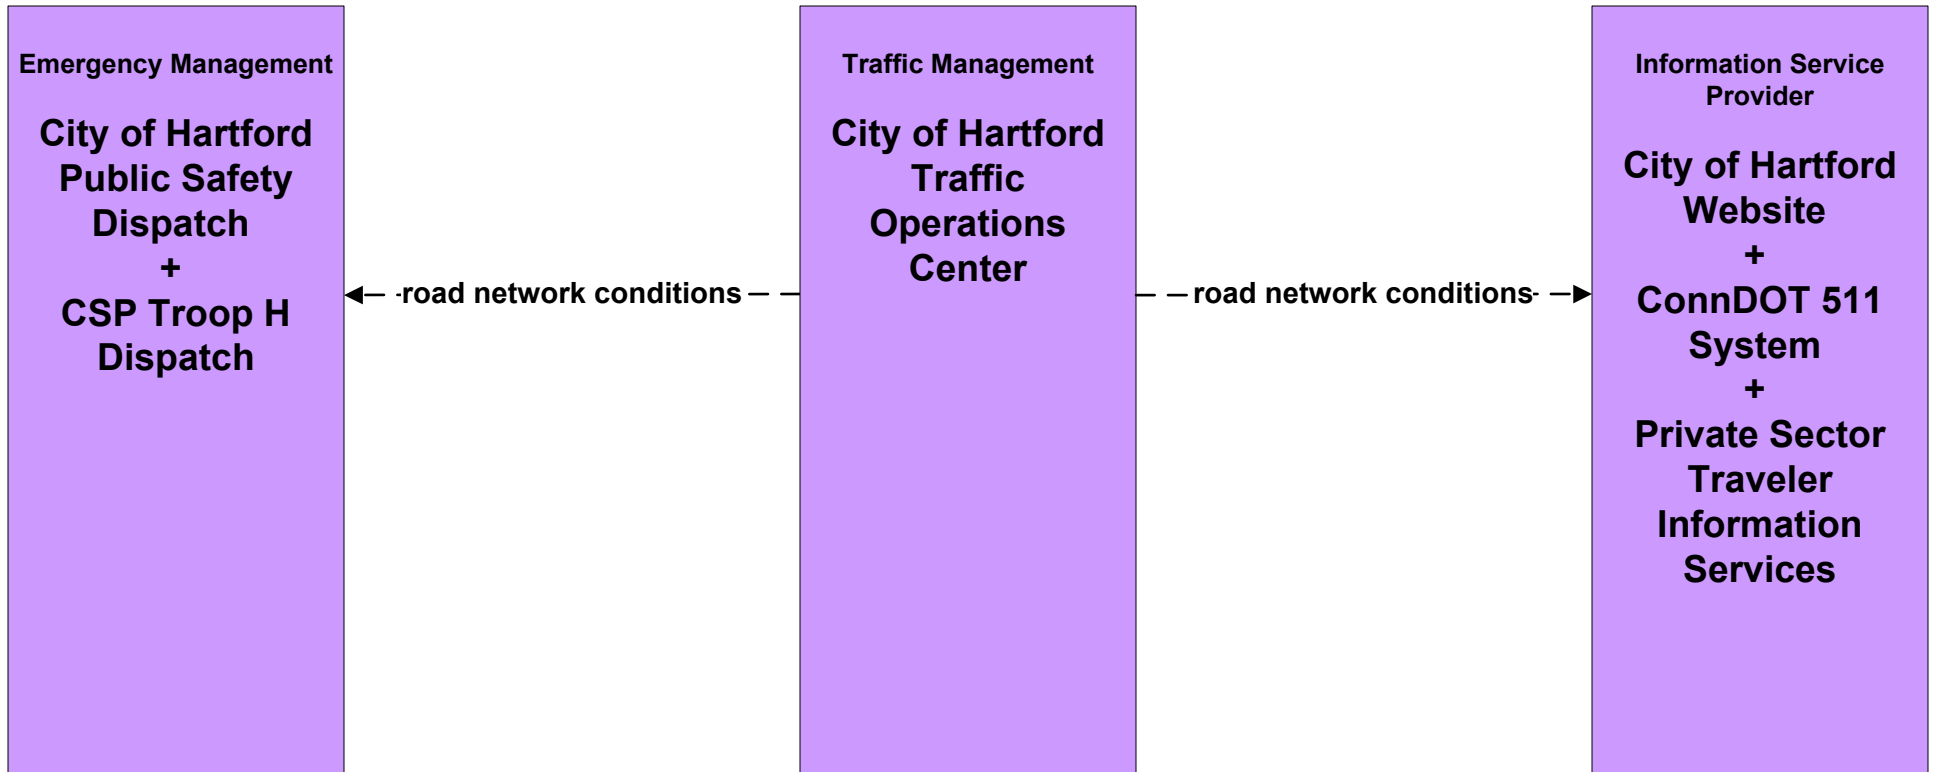 Emergency Management
City of Hartford
Public Safety
Dispatch
+
CSP Troop H
Dispatch
road network conditions
Traffic Management
City of Hartford
Traffic
Operations
Center
road network conditions
Information Service
Provider
City of Hartford
Website
+
ConnDOT 511
System
+
Private Sector
Traveler
Information
Services